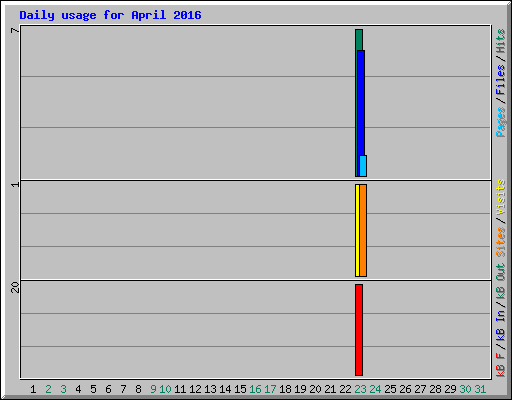 Daily usage for April 2016
7
1
20
Pages / Files / Hits
Sites / Visits
kB F / kB In / kB Out
1 2 3 4 5 6 7 8 9 10 11 12 13 14 15 16 17 18 19 20 21 22 23 24 25 26 27 28 29 30 31